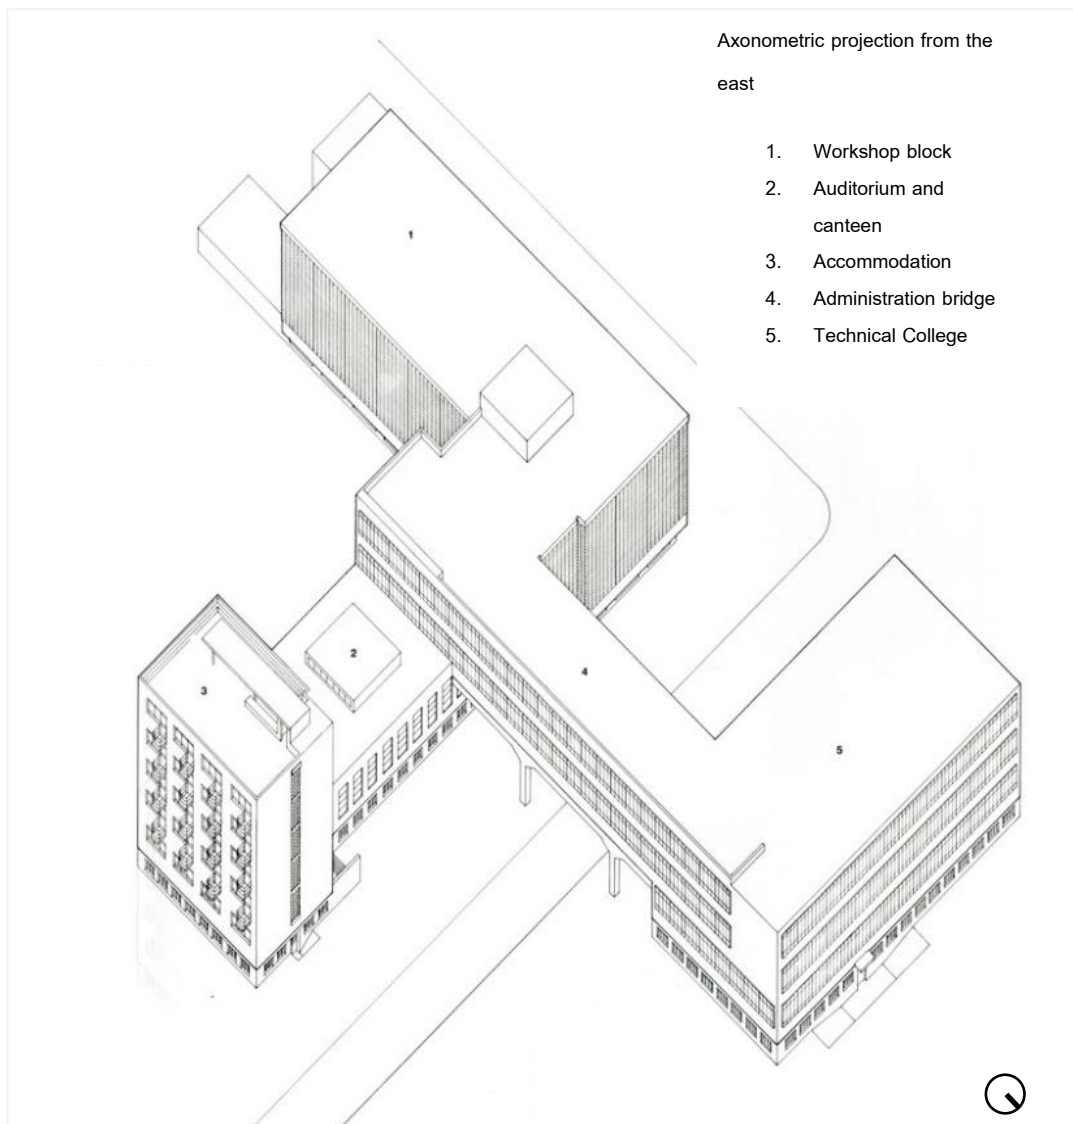 Axonometric projection from the
east
1. Workshop block
2. Auditorium and
canteen
3. Accommodation
4. Administration bridge
5. Technical College
1
2
3
4
5